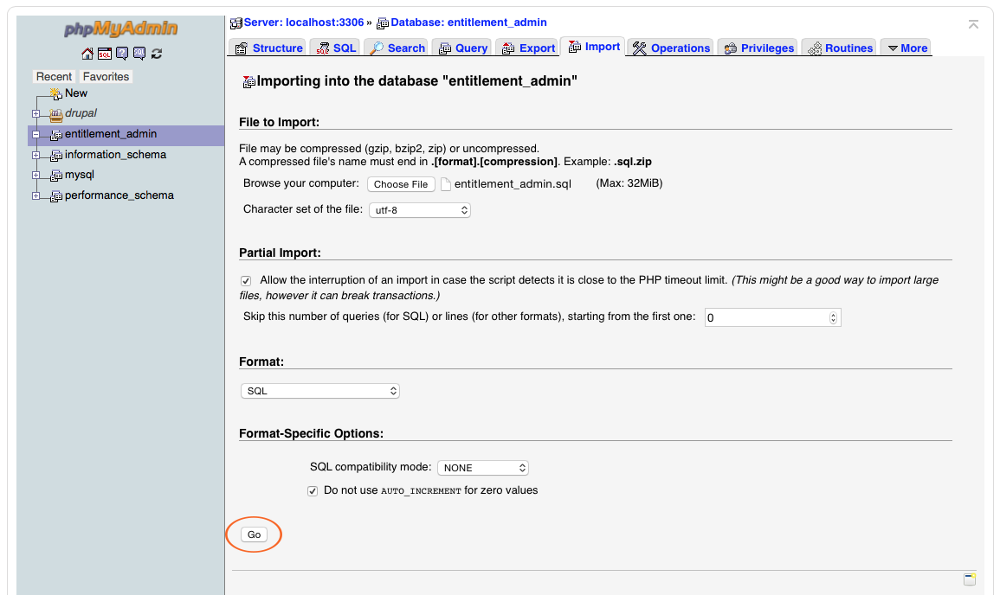 phpMyAdmin
Recent Favorites
New
drupal
entitlement_admin
information_schema
mysql
performance_schema
Server: localhost:3306 » Database: entitlement_admin
Structure SQL Search Query Export Import Operations Privileges Routines More
Importing into the database "entitlement_admin"
File to Import:
File may be compressed (gzip, bzip2, zip) or uncompressed.
A compressed file's name must end in .[format].[compression]. Example: .sql.zip
Browse your computer: Choose File entitlement_admin.sql (Max: 32MiB)
Character set of the file: utf-8
Partial Import:
Allow the interruption of an import in case the script detects it is close to the PHP timeout limit. (This might be a good way to import large
files, however it can break transactions.)
Skip this number of queries (for SQL) or lines (for other formats), starting from the first one: 0
Format:
SQL
Format-Specific Options:
SQL compatibility mode: NONE
Do not use AUTO_INCREMENT for zero values
Go